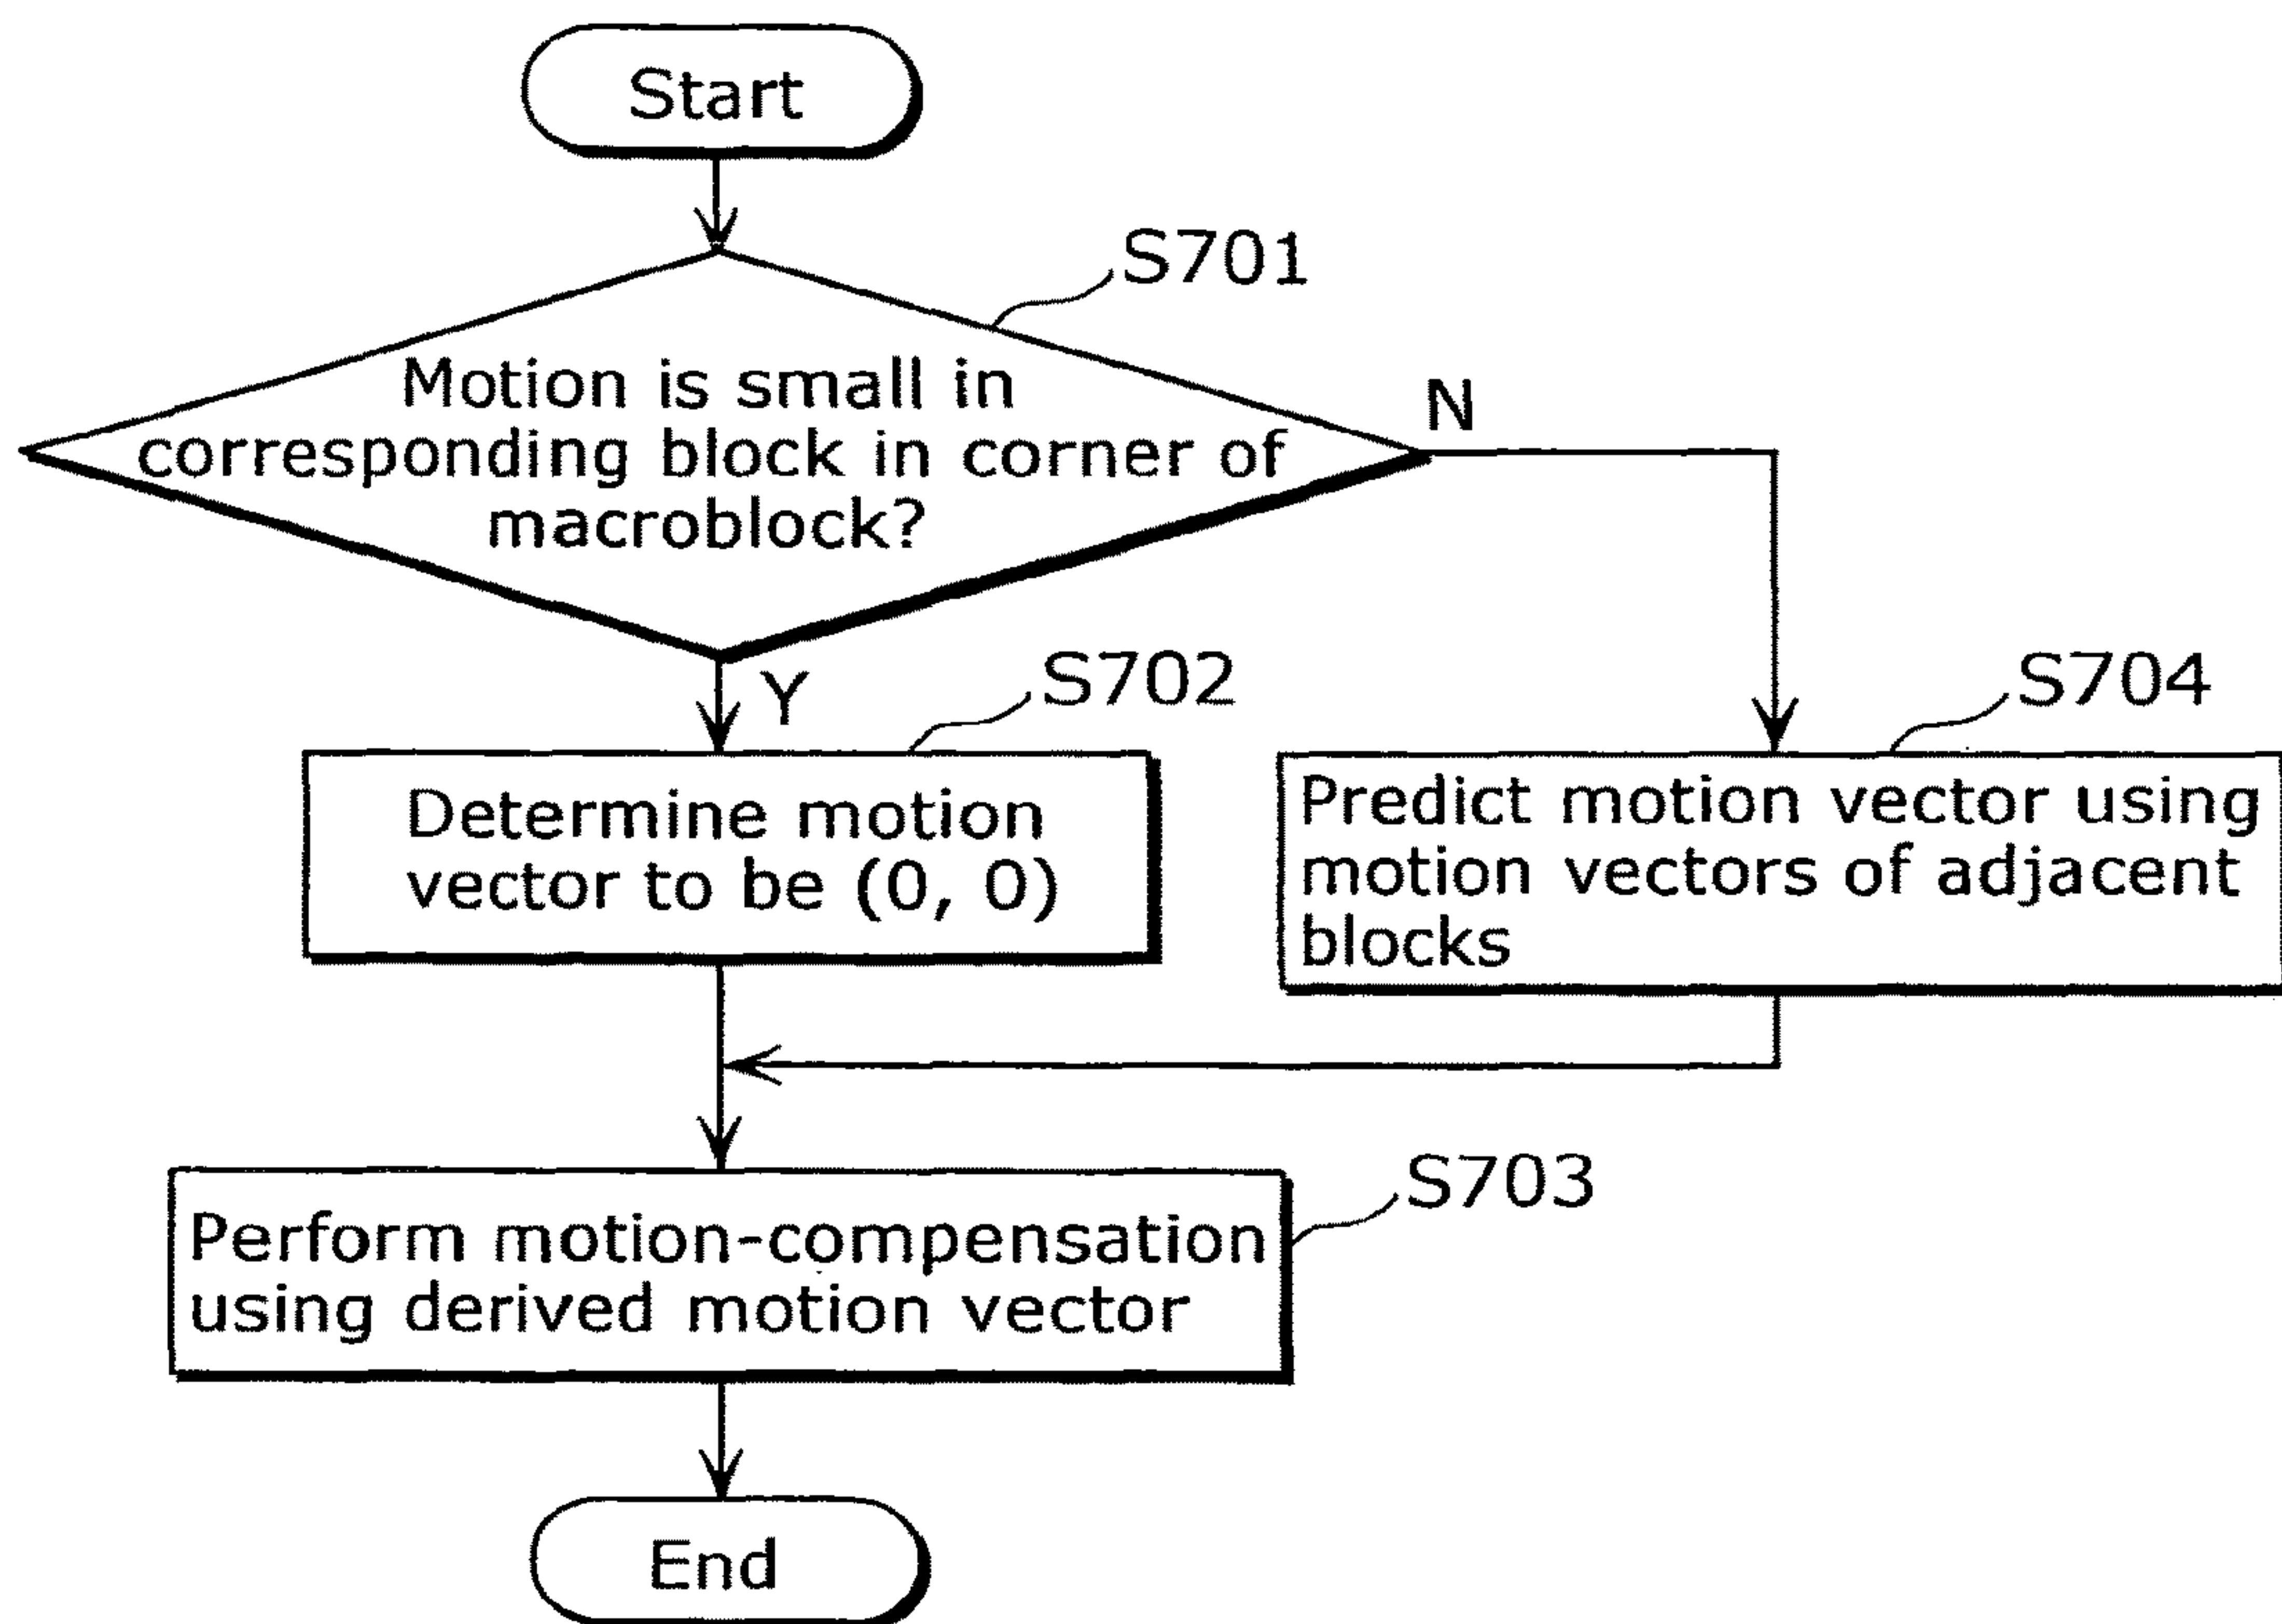 Start
S701
Motion is small in
corresponding block in corner of
macroblock?
N
Y
S702
S704
Determine motion
vector to be (0, 0)
Predict motion vector using
motion vectors of adjacent
blocks
S703
Perform motion-compensation
using derived motion vector
End